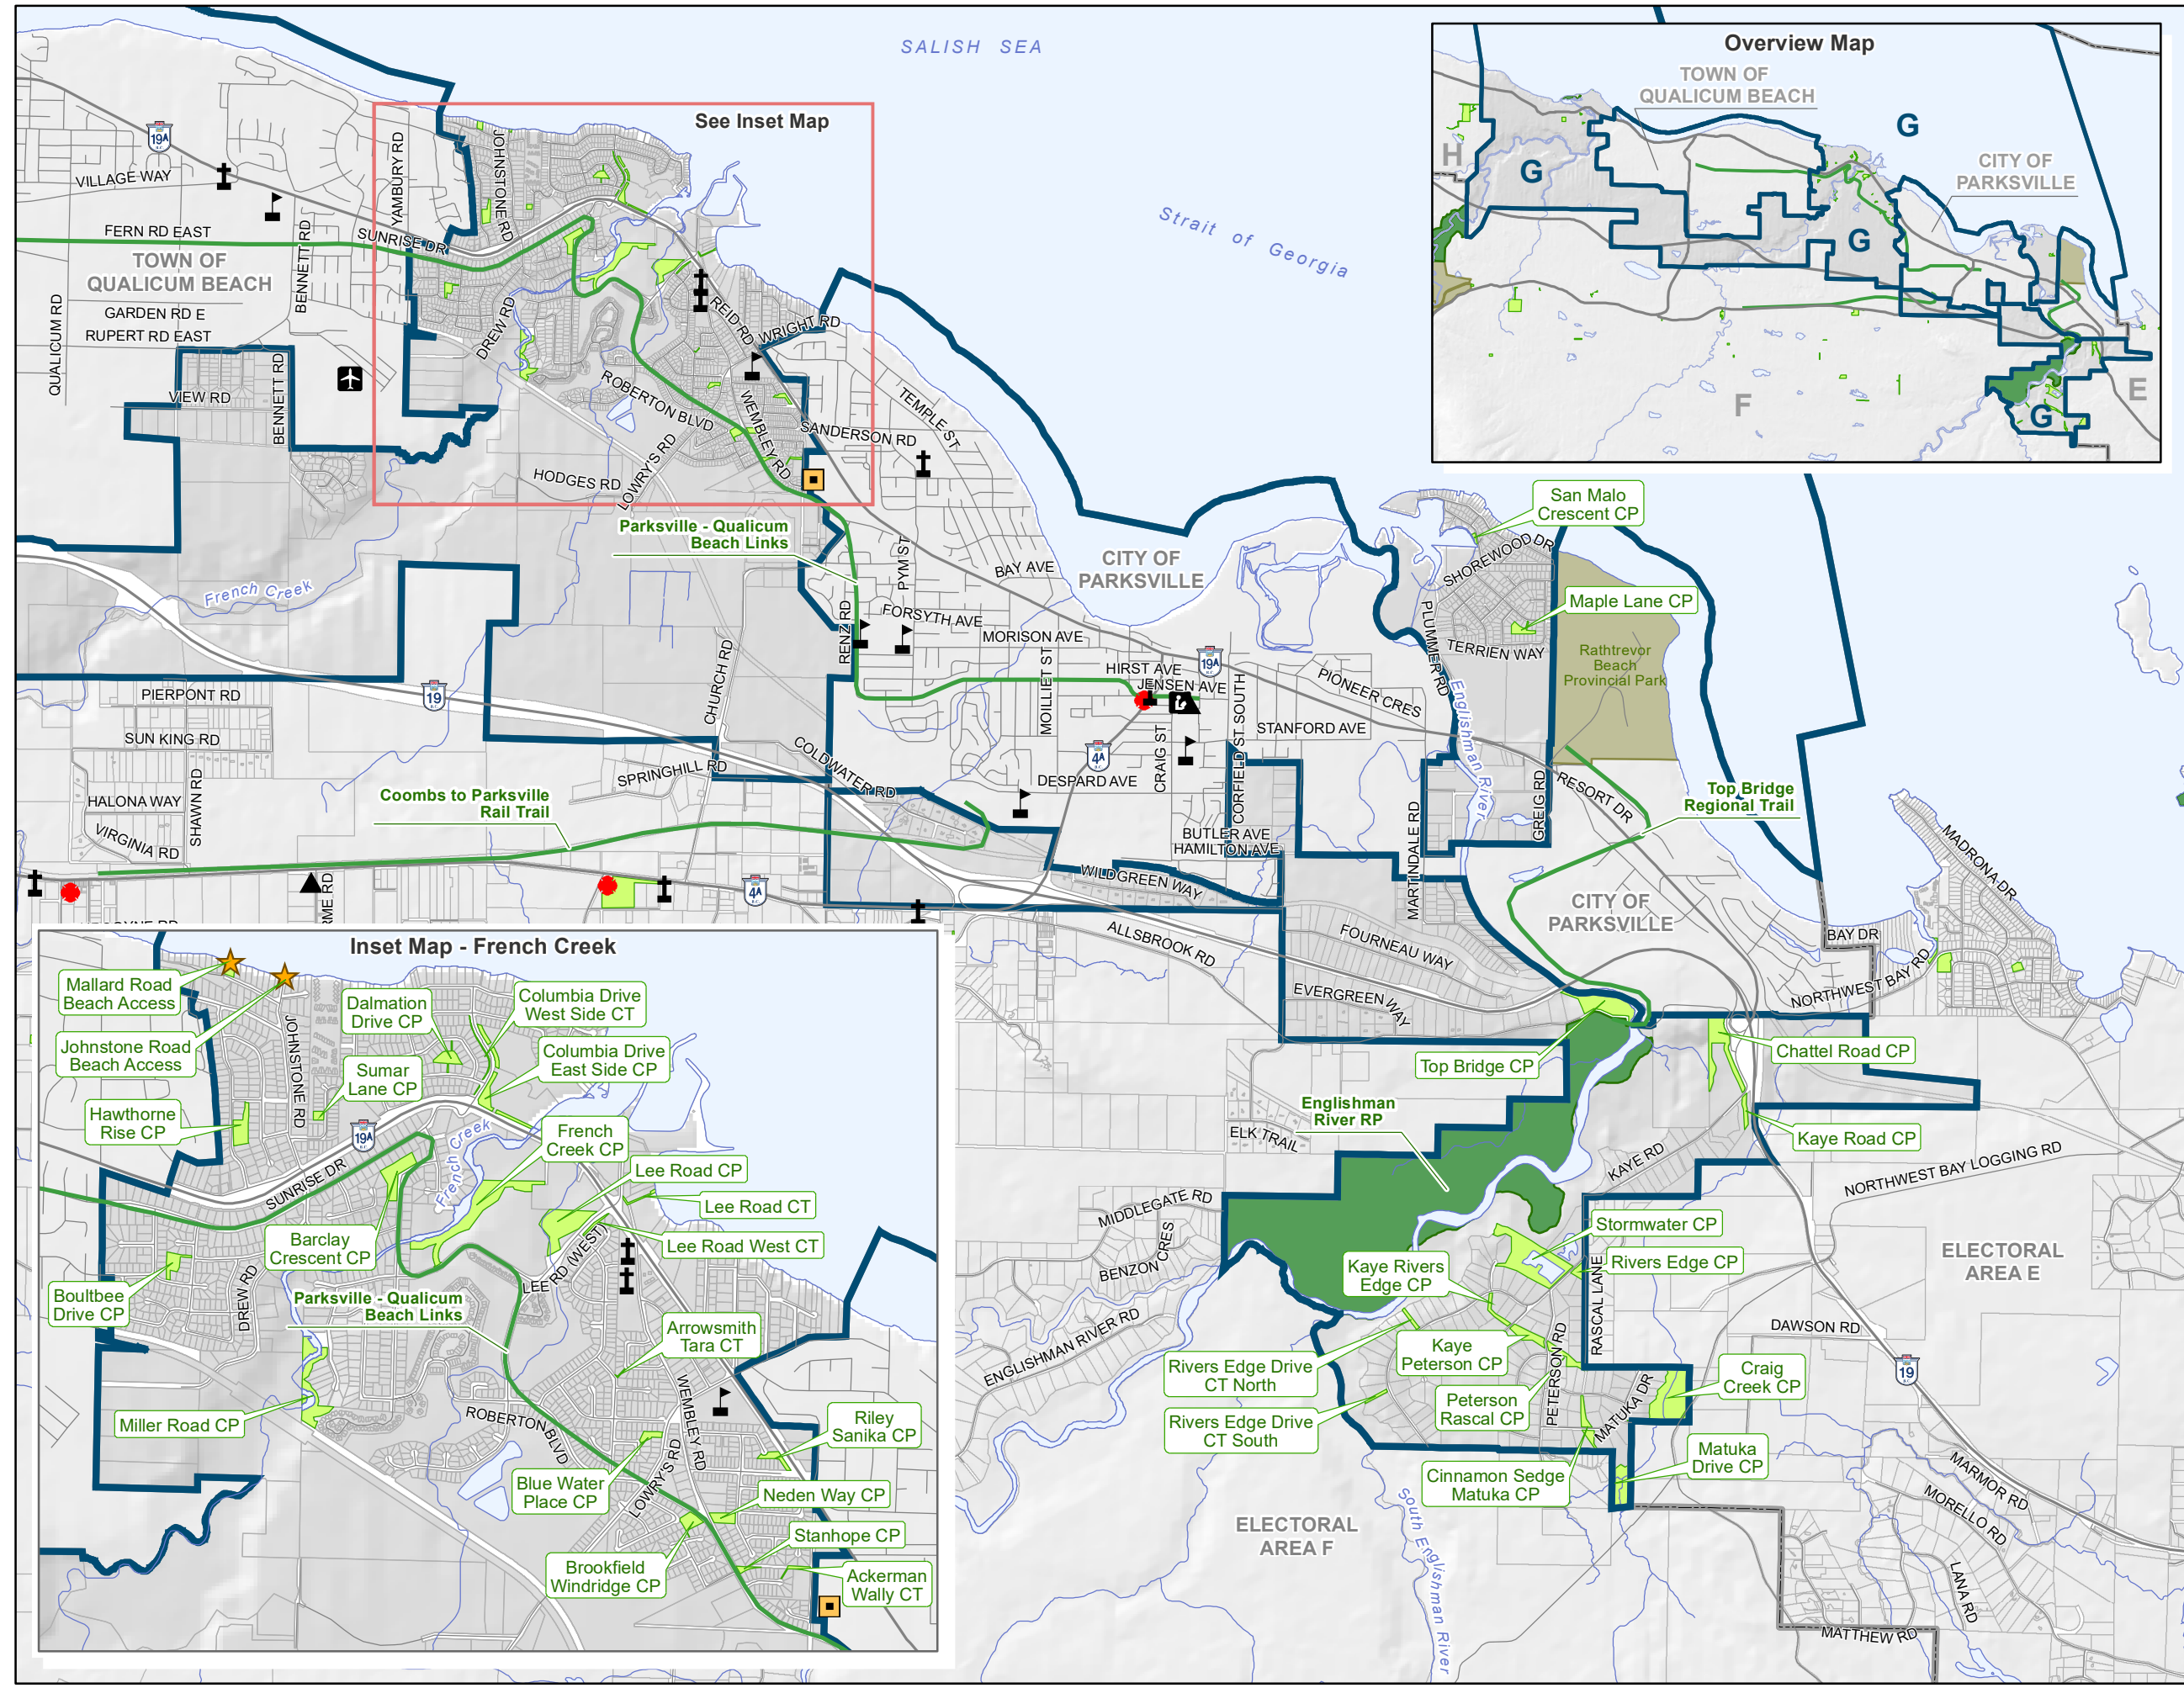 SALISH SEA
Strait of Georgia
See Inset Map
19A
VILLAGE WAY
YAMBURY RD
JOHNSTONE RD
FERN RD EAST
SUNRISE DR
TOWN OF
QUALICUM BEACH
BENNETT RD
QUALICUM RD
GARDEN RD E
RUPERT RD EAST
DREW RD
REID RD
WRIGHT RD
VIEW RD
BENNETT RD
ROBERTON BLVD
WEMBLEY RD
TEMPLE ST
SANDERSON RD
LOWRY'S RD
HODGES RD
Parksville - Qualicum
Beach Links
French Creek
CITY OF
PARKSVILLE
PYM ST
BAY AVE
RENZ RD
FORSYTH AVE
MORISON AVE
HIRST AVE
JENSEN AVE
19A
MOILLIET ST
PIONEER CRES
STANFORD AVE
CORFIELD ST SOUTH
CRAIG ST
4A
DESPARD AVE
BUTLER AVE
HAMILTON AVE
WILDGREEN WAY
MARTINDALE RD
PIERPONT RD
19
CHURCH RD
SUN KING RD
SPRINGHILL RD
COLDWATER RD
HALONA WAY
SHAWN RD
VIRGINIA RD
Coombs to Parksville
Rail Trail
4A
San Malo
Crescent CP
SHOREWOOD DR
Maple Lane CP
PLUMMER RD
TERRIEN WAY
Rathtrevor
Beach
Provincial Park
Englishman River
GREIG RD
RESORT DR
Top Bridge
Regional Trail
CITY OF
PARKSVILLE
MADRONA DR
BAY DR
NORTHWEST BAY RD
ALLSBROOK RD
FOURNEAU WAY
EVERGREEN WAY
Top Bridge CP
Chattel Road CP
Englishman
River RP
ELK TRAIL
Kaye Road CP
KAYE RD
NORTHWEST BAY LOGGING RD
MIDDLEGATE RD
BENZON CRES
ENGLISHMAN RIVER RD
Stormwater CP
Kaye Rivers
Edge CP
Rivers Edge CP
RASCAL LANE
ELECTORAL
AREA E
Rivers Edge Drive
CT North
Kaye
Peterson CP
PETERSON RD
DAWSON RD
19
Craig
Creek CP
Peterson
Rascal CP
Rivers Edge Drive
CT South
MATUKA DR
Cinnamon Sedge
Matuka CP
Matuka
Drive CP
MARMOR RD
MORELLO RD
LANA RD
MATTHEW RD
ELECTORAL
AREA F
South Englishman River
Overview Map
TOWN OF
QUALICUM BEACH
G
H
G
CITY OF
PARKSVILLE
G
F
E
G
Inset Map - French Creek
Mallard Road
Beach Access
Johnstone Road
Beach Access
Dalmation
Drive CP
Columbia Drive
West Side CT
Columbia Drive
East Side CP
JOHNSTONE RD
Sumar
Lane CP
Hawthorne
Rise CP
19A
French Creek
French
Creek CP
SUNRISE DR
Lee Road CP
Lee Road CT
Lee Road West CT
Barclay
Crescent CP
LEE RD (WEST)
Boultbee
Drive CP
DREW RD
Parksville - Qualicum
Beach Links
Arrowsmith
Tara CT
Miller Road CP
ROBERTON BLVD
WEMBLEY RD
Riley
Sanika CP
Blue Water
Place CP
LOWRY'S RD
Neden Way CP
Stanhope CP
Brookfield
Windridge CP
Ackerman
Wally CT